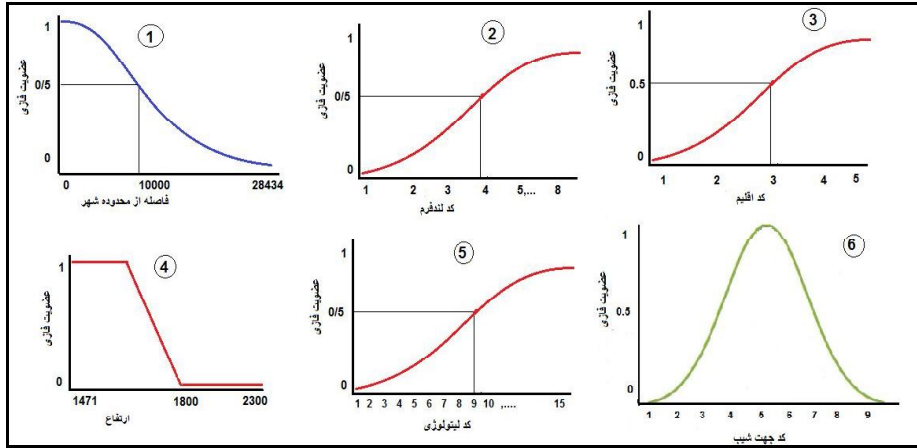 1
1
عضویت فازی
0/5
0
0
10000
28434
فاصله از محدوده شهر
2
1
عضویت فازی
0/5
0
1
2
3
4
5,...
8
کد لندفرم
3
1
عضویت فازی
0.5
0
1
2
3
4
5
کد اقلیم
4
1
عضویت فازی
0
1471
1800
2300
ارتفاع
5
1
عضویت فازی
0/5
0
1 2 3 4 5 6 7 8 9 10 ,.... 15
کد لیتولوژی
6
1
عضویت فازی
0.5
0
1 2 3 4 5 6 7 8 9
کد جهت شیب